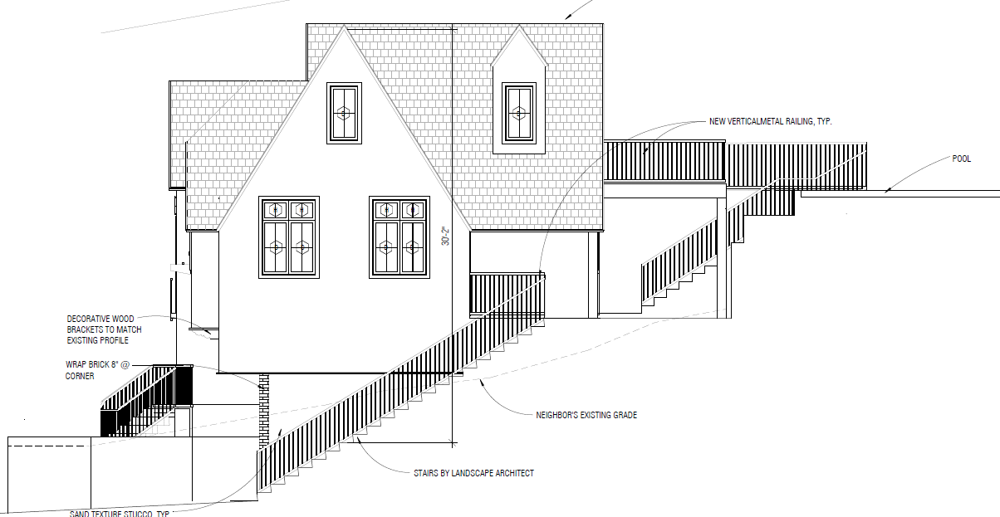 NEW VERTICALMETAL RAILING, TYP.
POOL
30'-2"
DECORATIVE WOOD
BRACKETS TO MATCH
EXISTING PROFILE
WRAP BRICK 8" @
CORNER
NEIGHBOR'S EXISTING GRADE
STAIRS BY LANDSCAPE ARCHITECT
SAND TEXTURE STUCCO, TYP.